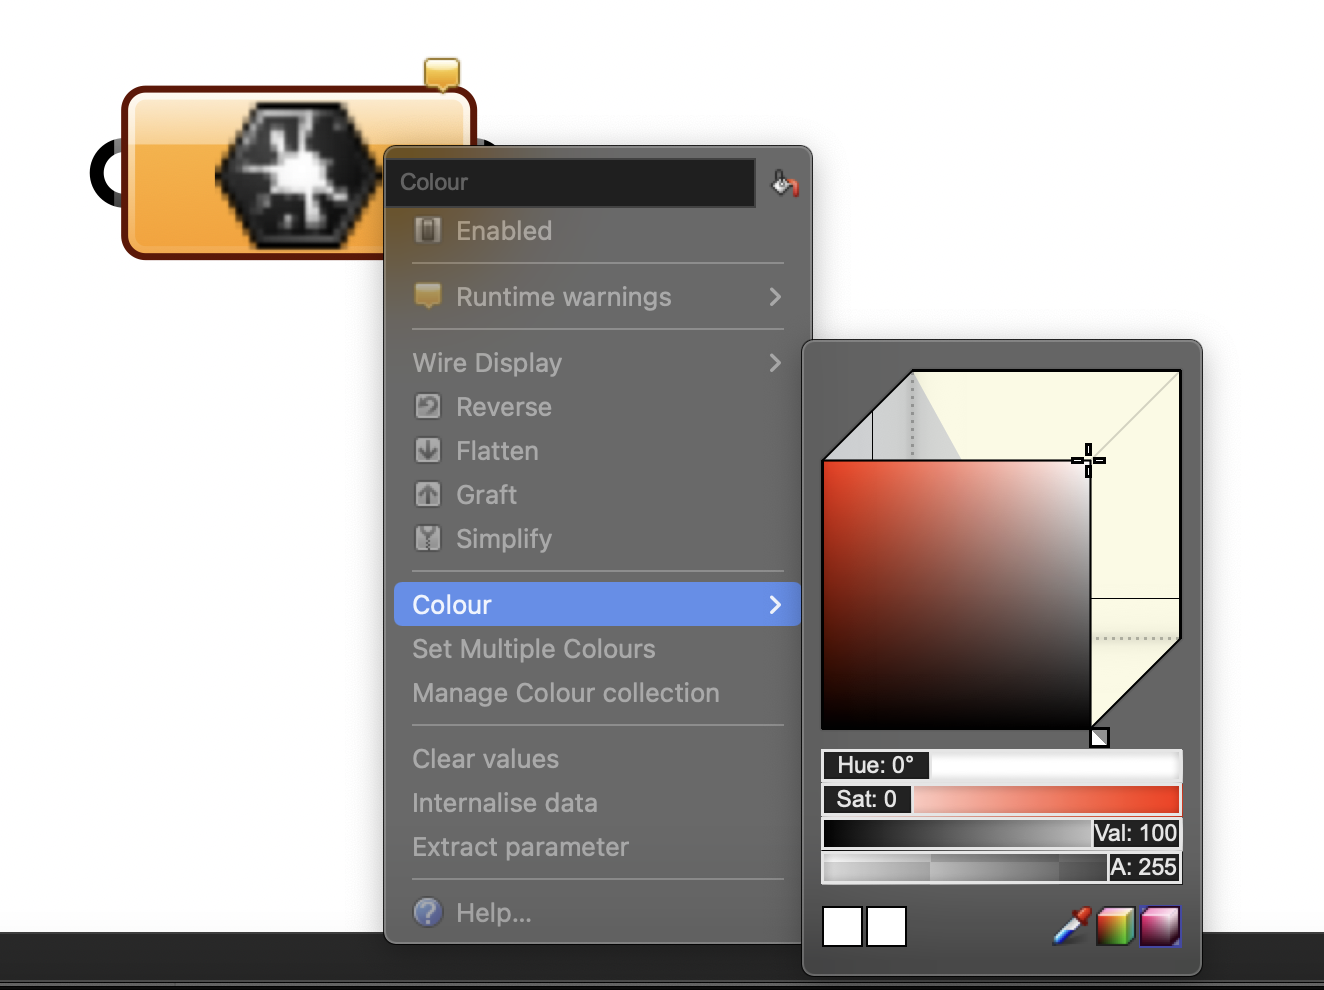 Colour
Enabled
Runtime warnings
Wire Display
Reverse
Flatten
Graft
Simplify
Colour
Set Multiple Colours
Manage Colour collection
Clear values
Internalise data
Extract parameter
Help...
Hue: 0°
Sat: 0
Val: 100
A: 255